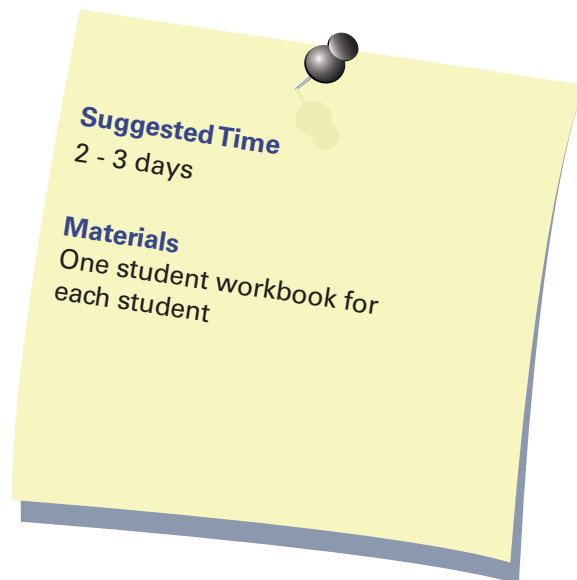 Suggested Time
2 - 3 days
Materials
One student workbook for
each student